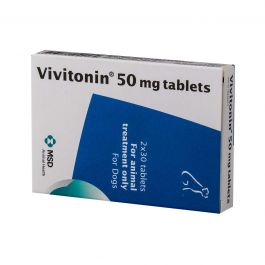 Vivitonin® 50 mg tablets
2x30 tablets
For animal
treatment only
For Dogs
MSD
Animal Health
Vivitonin®
50 mg tablets